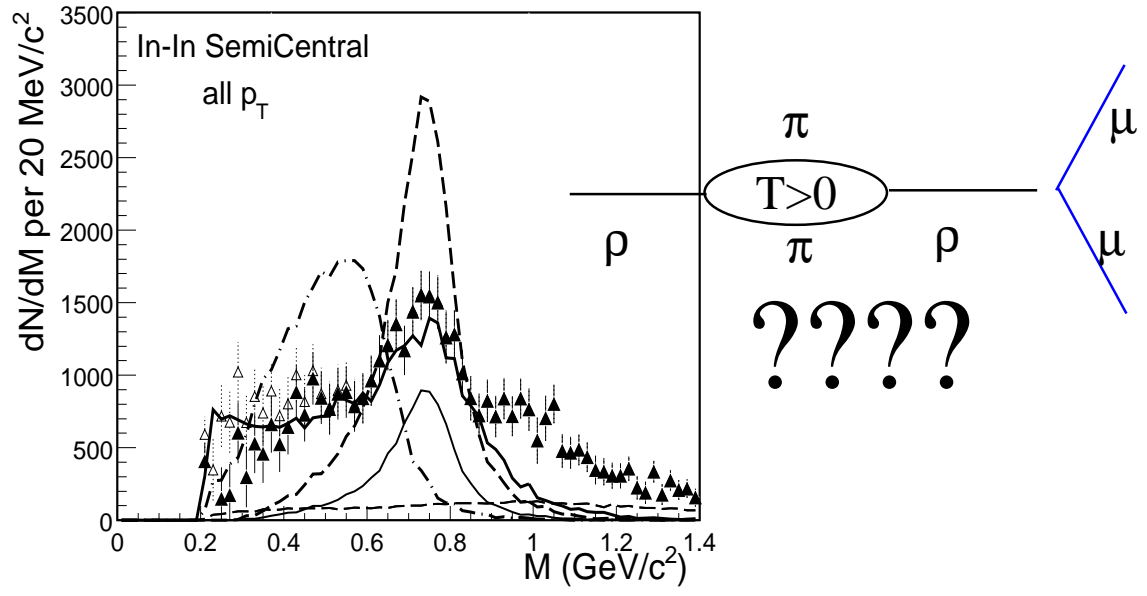 dN/dM per 20 MeV/c²
3500
3000
2500
2000
1500
1000
500
0
In-In SemiCentral
all p_T
0 0.2 0.4 0.6 0.8 1 1.2 1.4
M (GeV/c²)
π
T>0
π
ρ
ρ
μ
μ
????